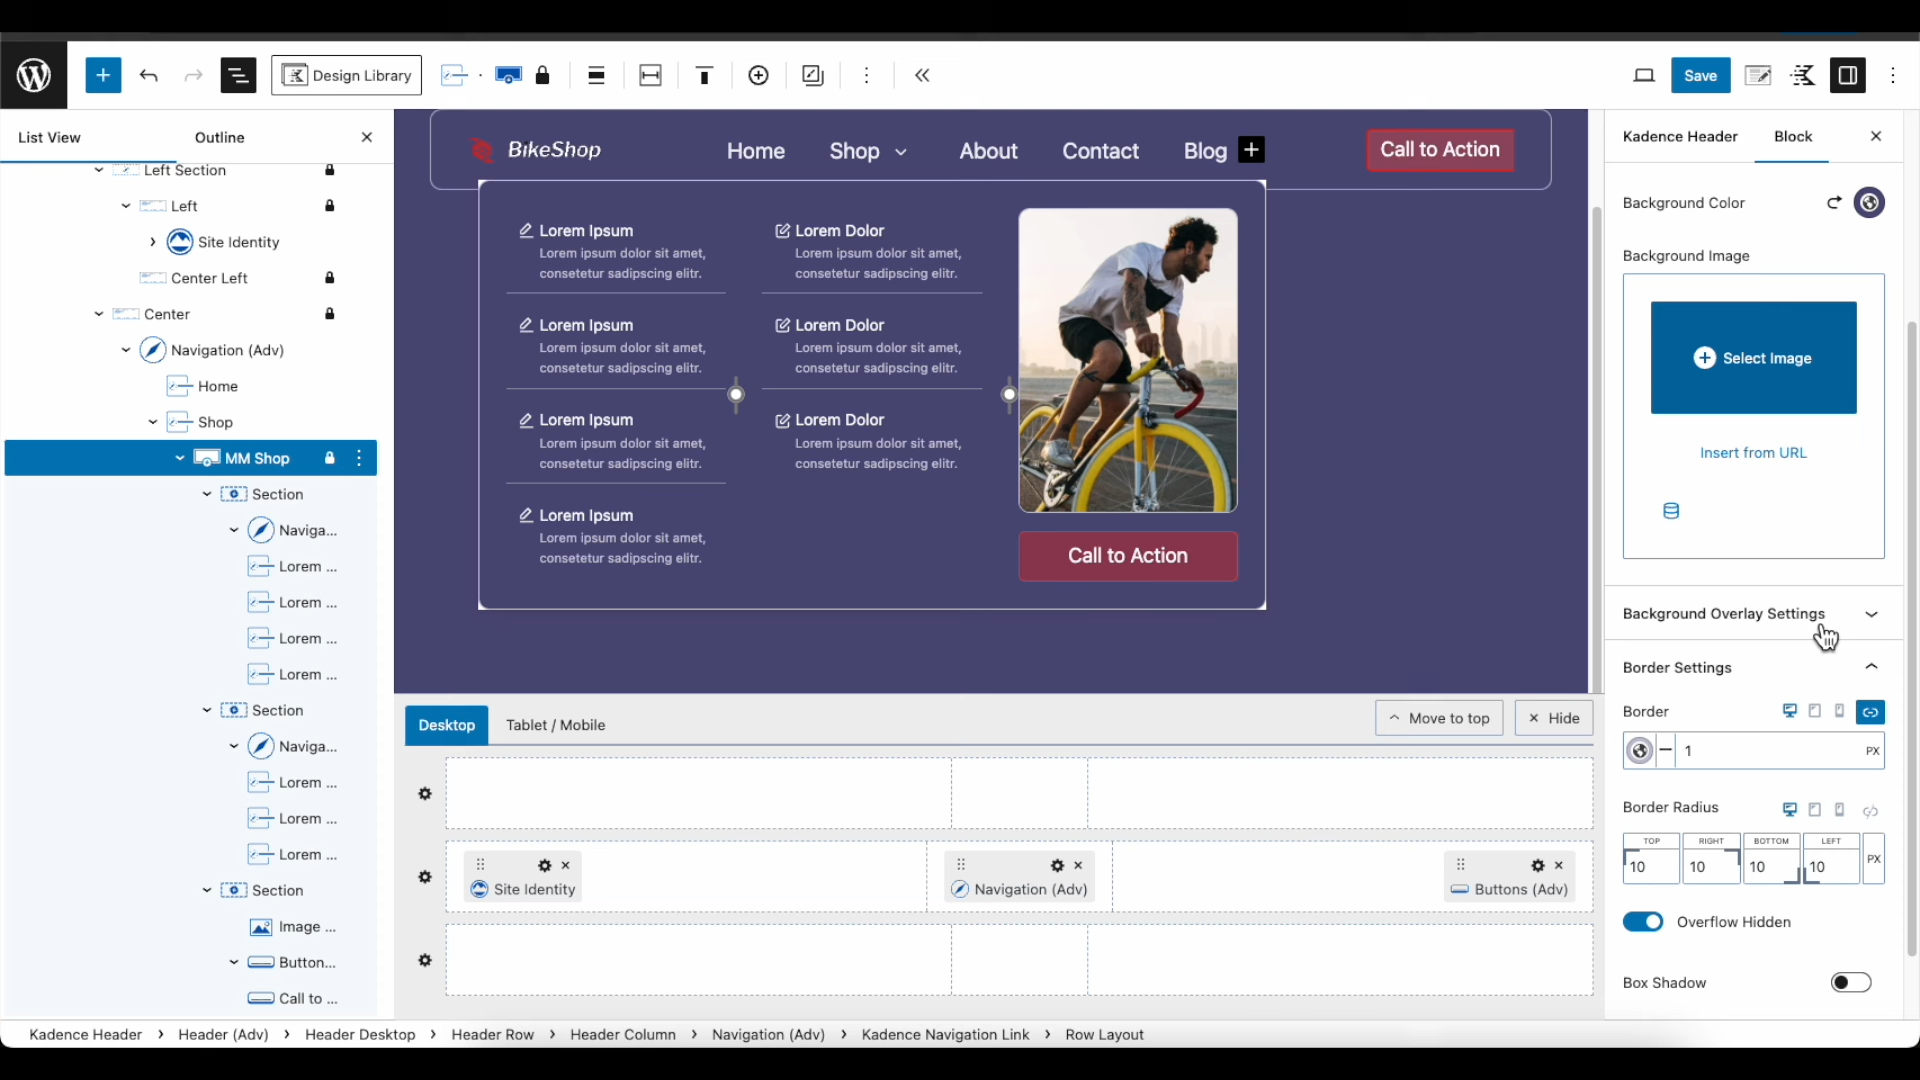 Design Library
Save
List View
Outline
Left Section
Left
Site Identity
Center Left
Center
Navigation (Adv)
Home
Shop
MM Shop
Section
Naviga...
Lorem ...
Lorem ...
Lorem ...
Lorem ...
Section
Naviga...
Lorem ...
Lorem ...
Lorem ...
Section
Image ...
Button...
Call to ...
BikeShop
Home
Shop
About
Contact
Blog
Call to Action
Lorem Ipsum
Lorem ipsum dolor sit amet,
consetetur sadipscing elitr.
Lorem Ipsum
Lorem ipsum dolor sit amet,
consetetur sadipscing elitr.
Lorem Ipsum
Lorem ipsum dolor sit amet,
consetetur sadipscing elitr.
Lorem Ipsum
Lorem ipsum dolor sit amet,
consetetur sadipscing elitr.
Lorem Dolor
Lorem ipsum dolor sit amet,
consetetur sadipscing elitr.
Lorem Dolor
Lorem ipsum dolor sit amet,
consetetur sadipscing elitr.
Lorem Dolor
Lorem ipsum dolor sit amet,
consetetur sadipscing elitr.
Call to Action
Desktop
Tablet / Mobile
Move to top
Hide
Site Identity
Navigation (Adv)
Buttons (Adv)
Kadence Header
Block
Background Color
Background Image
Select Image
Insert from URL
Background Overlay Settings
Border Settings
Border
1 PX
Border Radius
TOP RIGHT BOTTOM LEFT
10 10 10 10 PX
Overflow Hidden
Box Shadow
Kadence Header > Header (Adv) > Header Desktop > Header Row > Header Column > Navigation (Adv) > Kadence Navigation Link > Row Layout